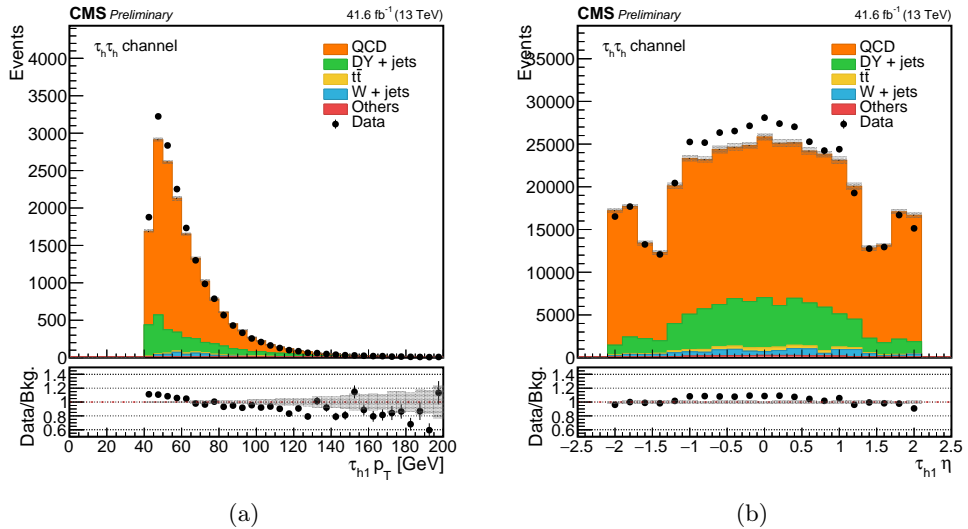 CMS Preliminary 41.6 fb⁻¹ (13 TeV)
Events
τₕτₕ channel
QCD
DY + jets
tt̄
W + jets
Others
Data
4000
3500
3000
2500
2000
1500
1000
500
0
Data/Bkg.
1.4
1.2
1
0.8
0.6
0 20 40 60 80 100 120 140 160 180 200
τₕ₁ p_T [GeV]
(a)
CMS Preliminary 41.6 fb⁻¹ (13 TeV)
Events
τₕτₕ channel
QCD
DY + jets
tt̄
W + jets
Others
Data
35000
30000
25000
20000
15000
10000
5000
0
Data/Bkg.
1.4
1.2
1
0.8
0.6
−2.5 −2 −1.5 −1 −0.5 0 0.5 1 1.5 2 2.5
τₕ₁ η
(b)